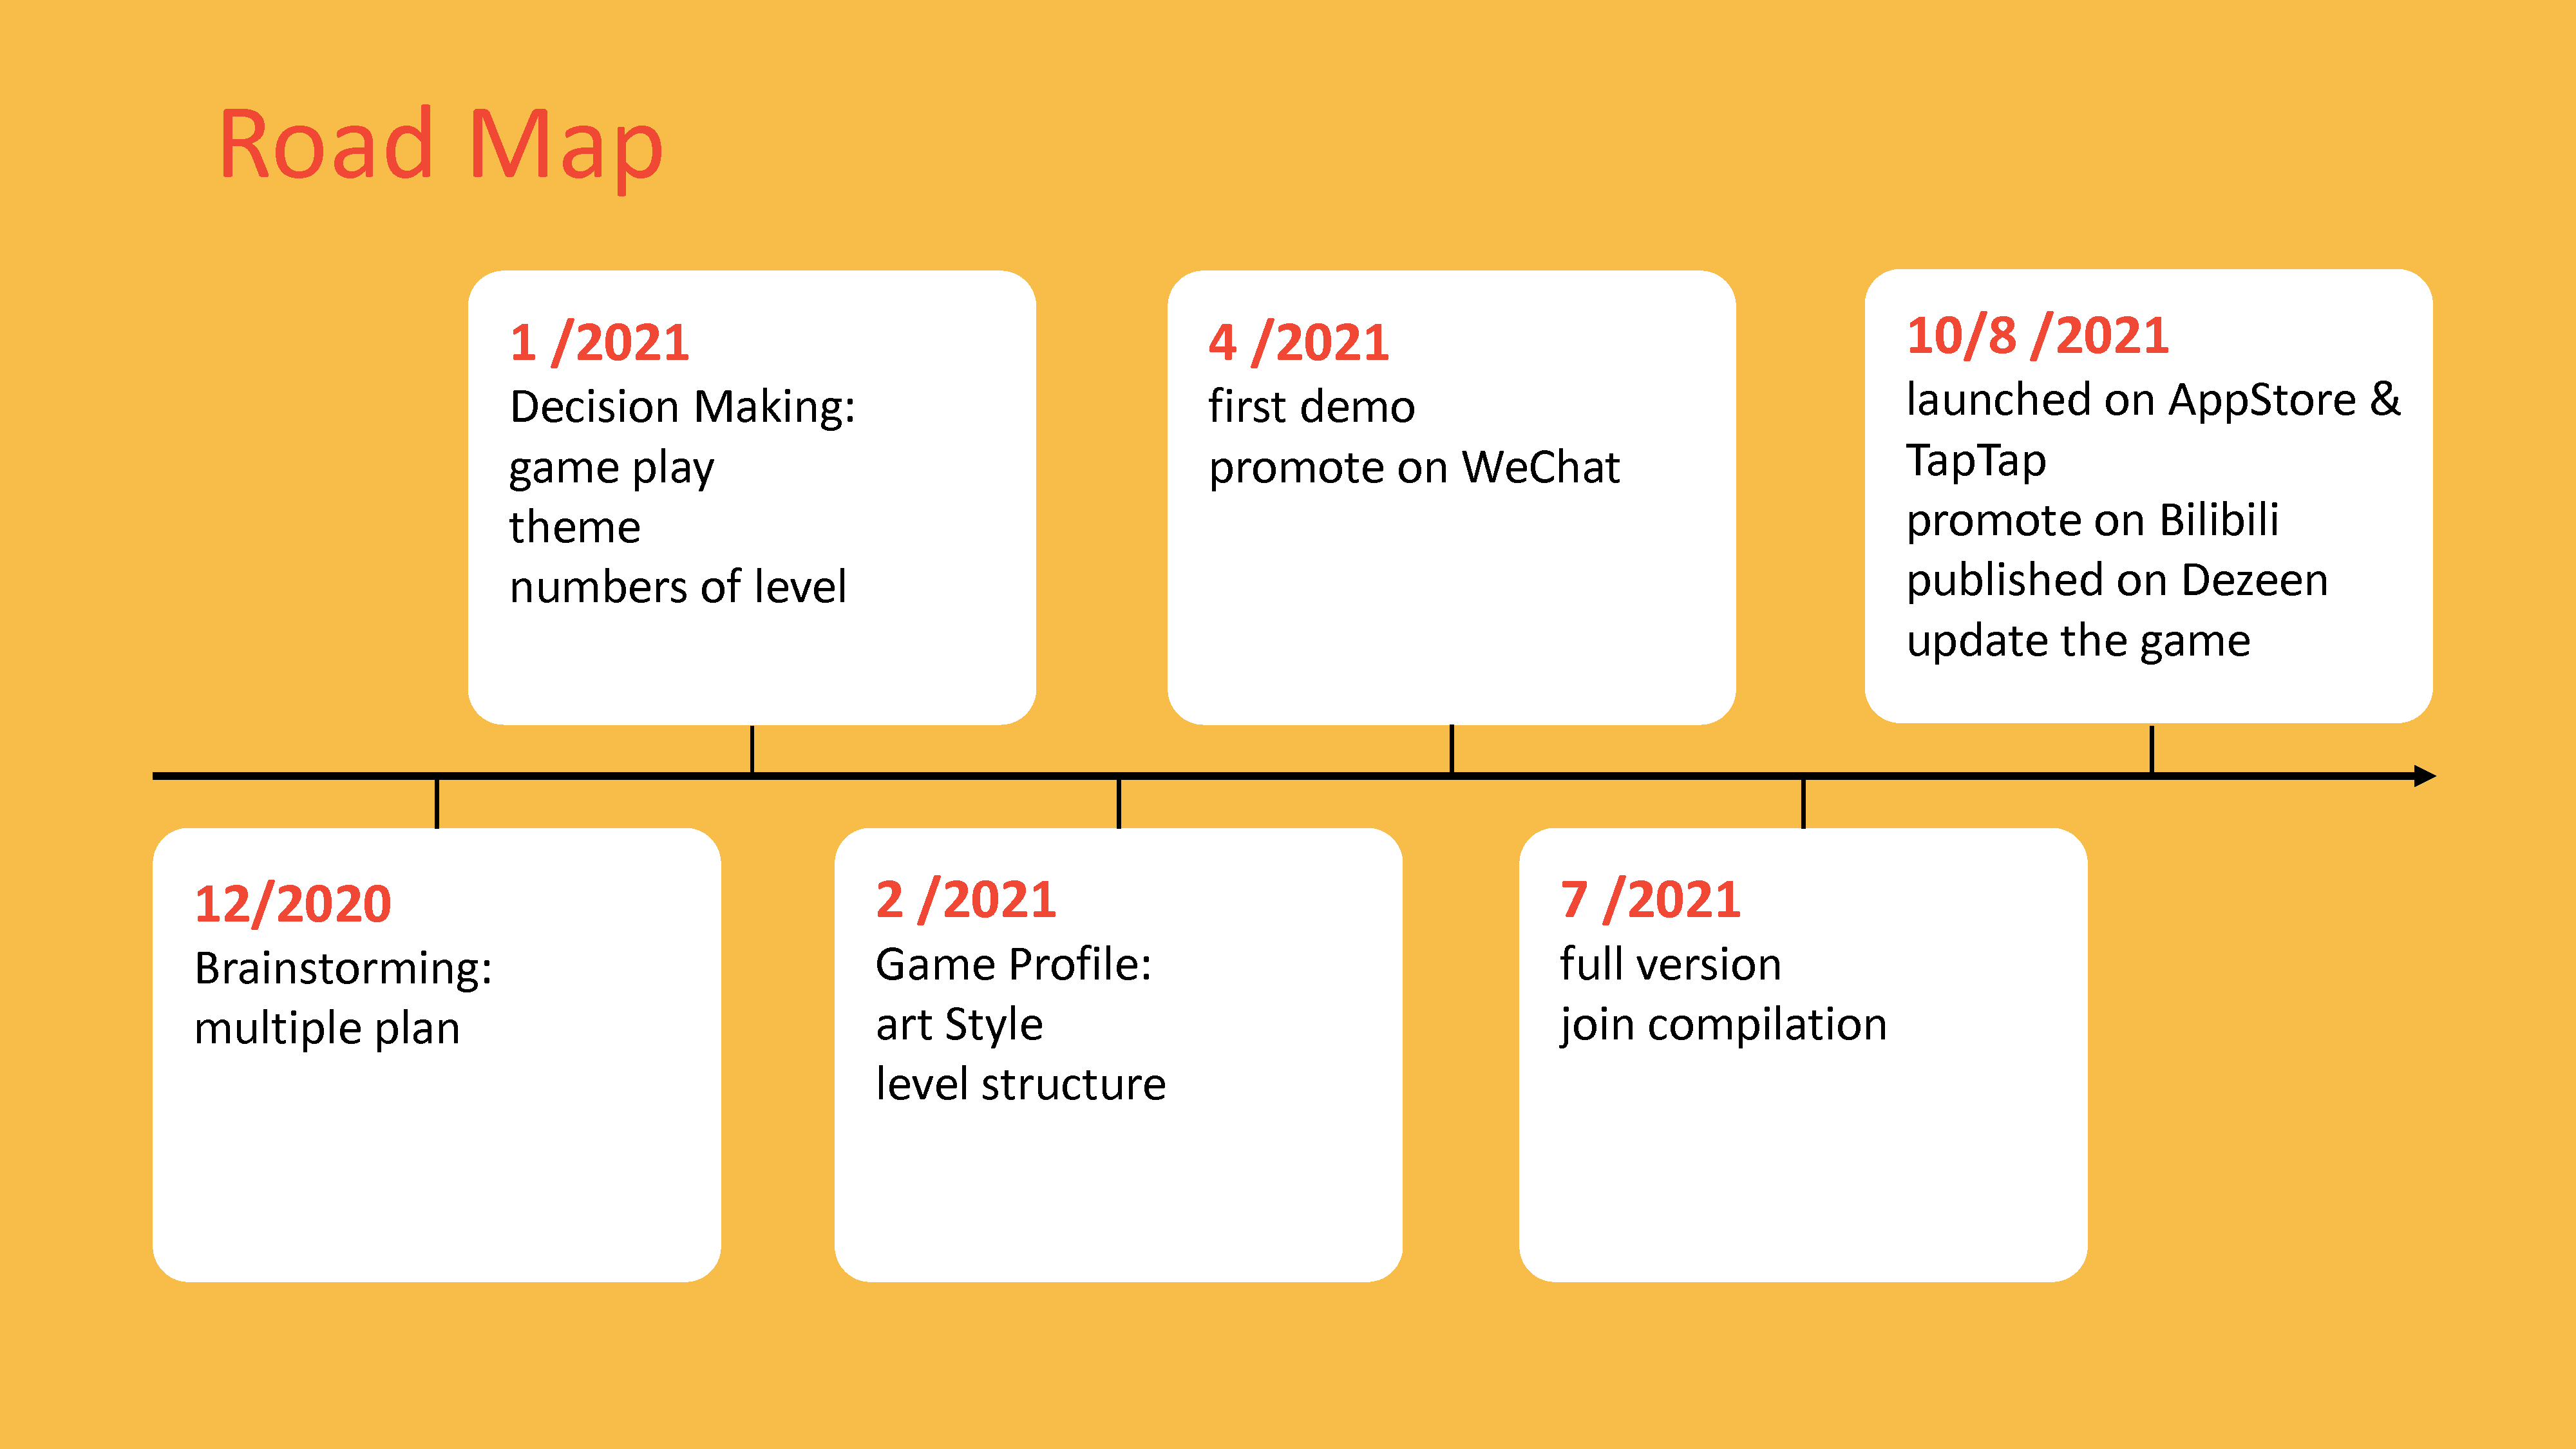 Road Map
1 /2021
Decision Making:
game play
theme
numbers of level
4 /2021
first demo
promote on WeChat
10/8 /2021
launched on AppStore &
TapTap
promote on Bilibili
published on Dezeen
update the game
12/2020
Brainstorming:
multiple plan
2 /2021
Game Profile:
art Style
level structure
7 /2021
full version
join compilation